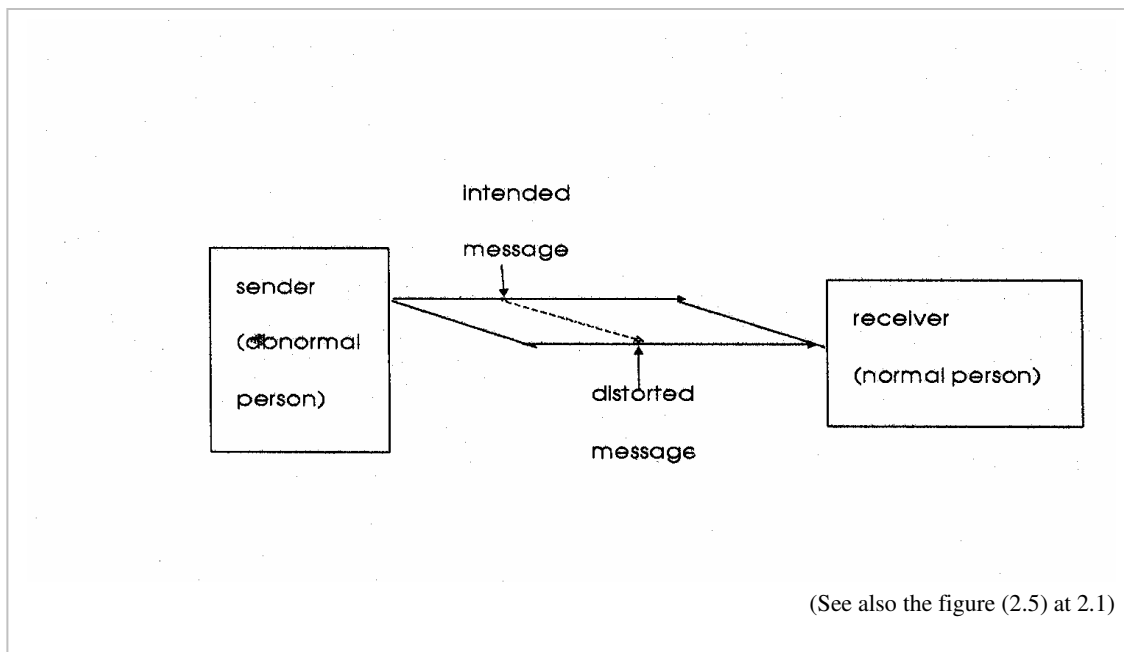 intended
message
sender
(abnormal
person)
receiver
(normal person)
distorted
message
(See also the figure (2.5) at 2.1)